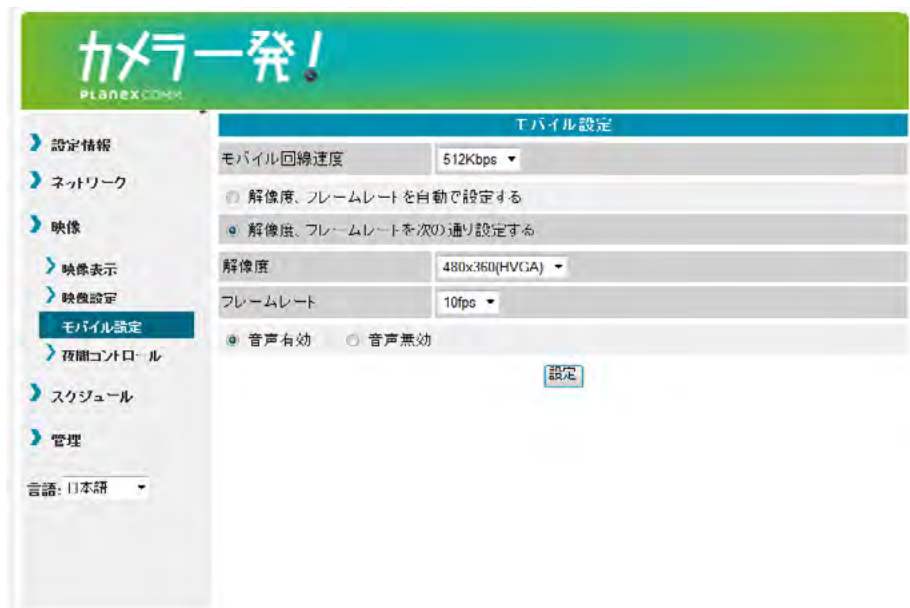 カメラ一発!
PLANEX COMM
設定情報
ネットワーク
映像
映像表示
映像設定
モバイル設定
夜間コントロール
スケジュール
管理
言語: 日本語
モバイル設定
モバイル回線速度 512Kbps
解像度、フレームレートを自動で設定する
解像度、フレームレートを次の通り設定する
解像度 480x360(HVGA)
フレームレート 10fps
音声有効 音声無効
設定